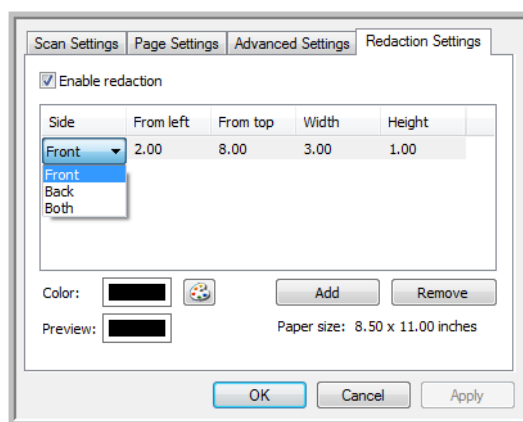 Scan Settings Page Settings Advanced Settings Redaction Settings
Enable redaction
Side From left From top Width Height
Front 2.00 8.00 3.00 1.00
Front
Back
Both
Color: Add Remove
Preview: Paper size: 8.50 x 11.00 inches
OK Cancel Apply